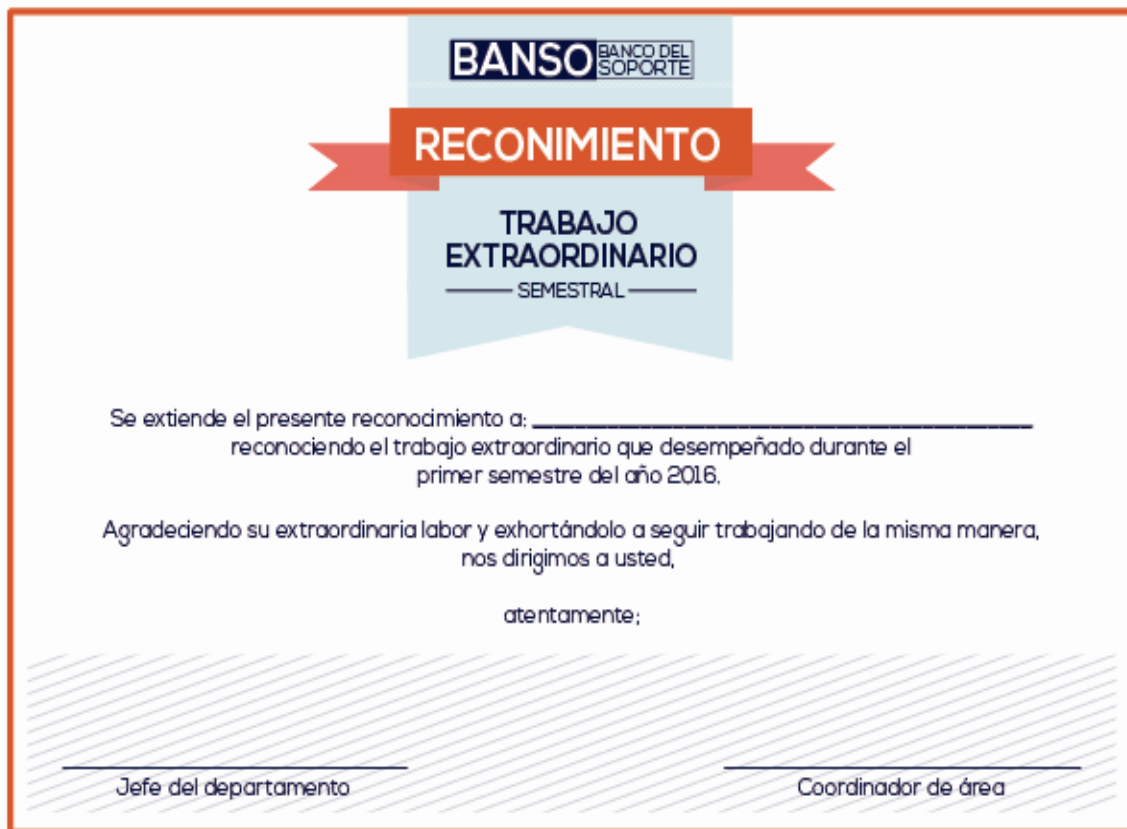 BANSO BANCO DEL SOPORTE
RECONIMIENTO
TRABAJO
EXTRAORDINARIO
SEMESTRAL
Se extiende el presente reconocimiento a: ______________________
reconociendo el trabajo extraordinario que desempeñado durante el
primer semestre del año 2016.
Agradeciendo su extraordinaria labor y exhortándolo a seguir trabajando de la misma manera,
nos dirigimos a usted,
atentamente;
Jefe del departamento
Coordinador de área